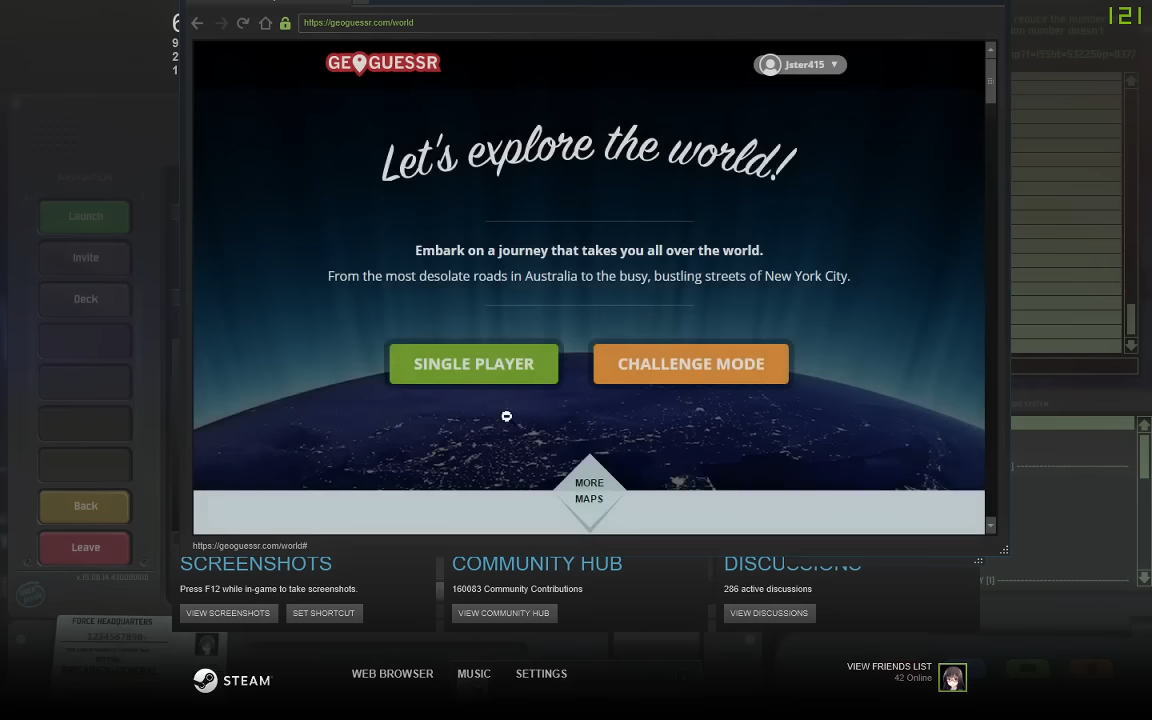 https://geoguessr.com/world
121
GEOGUESSR
Jster415
Let's explore the world!
Embark on a journey that takes you all over the world.
From the most desolate roads in Australia to the busy, bustling streets of New York City.
SINGLE PLAYER
CHALLENGE MODE
MORE
MAPS
https://geoguessr.com/world#
Launch
Invite
Deck
Back
Leave
SCREENSHOTS
Press F12 while in-game to take screenshots.
VIEW SCREENSHOTS
SET SHORTCUT
COMMUNITY HUB
160083 Community Contributions
VIEW COMMUNITY HUB
DISCUSSIONS
286 active discussions
VIEW DISCUSSIONS
FORCE HEADQUARTERS
1234567890-
STEAM
WEB BROWSER
MUSIC
SETTINGS
VIEW FRIENDS LIST
42 Online